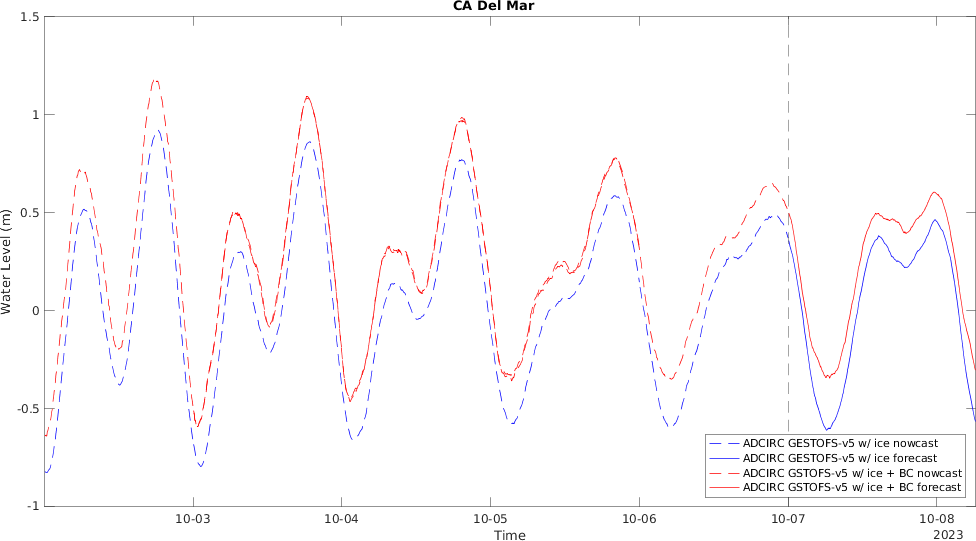 CA Del Mar
1.5
1
0.5
0
-0.5
-1
Water Level (m)
10-03
10-04
10-05
10-06
10-07
10-08
Time
2023
ADCIRC GESTOFS-v5 w/ ice nowcast
ADCIRC GESTOFS-v5 w/ ice forecast
ADCIRC GSTOFS-v5 w/ ice + BC nowcast
ADCIRC GSTOFS-v5 w/ ice + BC forecast